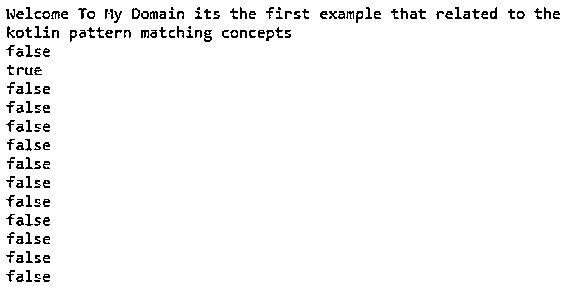 Welcome To My Domain its the first example that related to the
kotlin pattern matching concepts
false
true
false
false
false
false
false
false
false
false
false
false
false